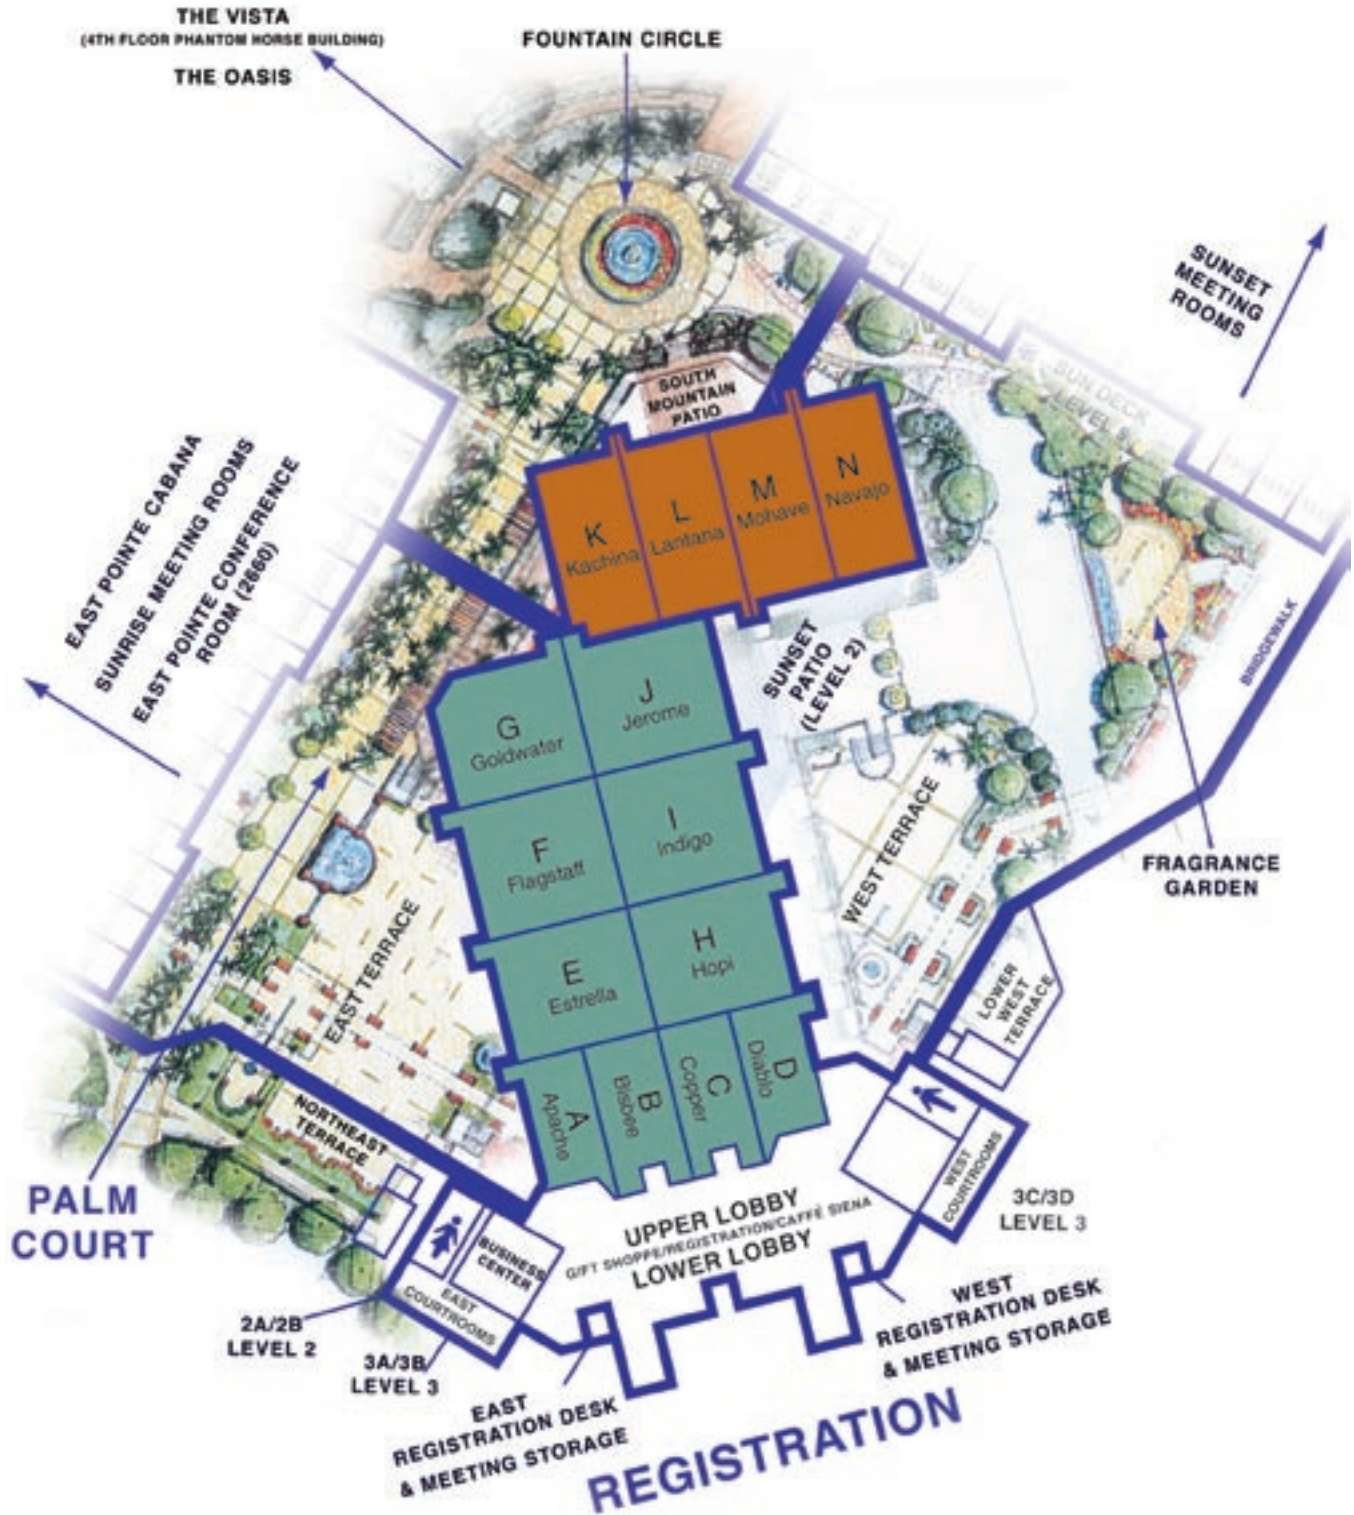 THE VISTA
(4TH FLOOR PHANTOM HORSE BUILDING)
THE OASIS
FOUNTAIN CIRCLE
SUNSET
MEETING
ROOMS
SOUTH
MOUNTAIN
PATIO
SUN DECK
EAST POINTE CABANA
SUNRISE MEETING ROOMS
EAST POINTE CONFERENCE
ROOM (2660)
K
Kachina
L
Lantana
M
Mohave
N
Navajo
BRIDGEWALK
SUNSET
PATIO
(LEVEL 2)
G
Goldwater
J
Jerome
F
Flagstaff
I
Indigo
WEST TERRACE
FRAGRANCE
GARDEN
EAST TERRACE
E
Estrella
H
Hopi
LOWER
WEST
TERRACE
A
Apache
B
Bisbee
C
Copper
D
Diablo
NORTHEAST
TERRACE
PALM
COURT
WEST
COURTROOMS
3C/3D
LEVEL 3
UPPER LOBBY
GIFT SHOPPE/REGISTRATION/CAFFÉ SIENA
LOWER LOBBY
BUSINESS
CENTER
EAST
COURTROOMS
2A/2B
LEVEL 2
3A/3B
LEVEL 3
WEST
REGISTRATION DESK
& MEETING STORAGE
EAST
REGISTRATION DESK
& MEETING STORAGE
REGISTRATION